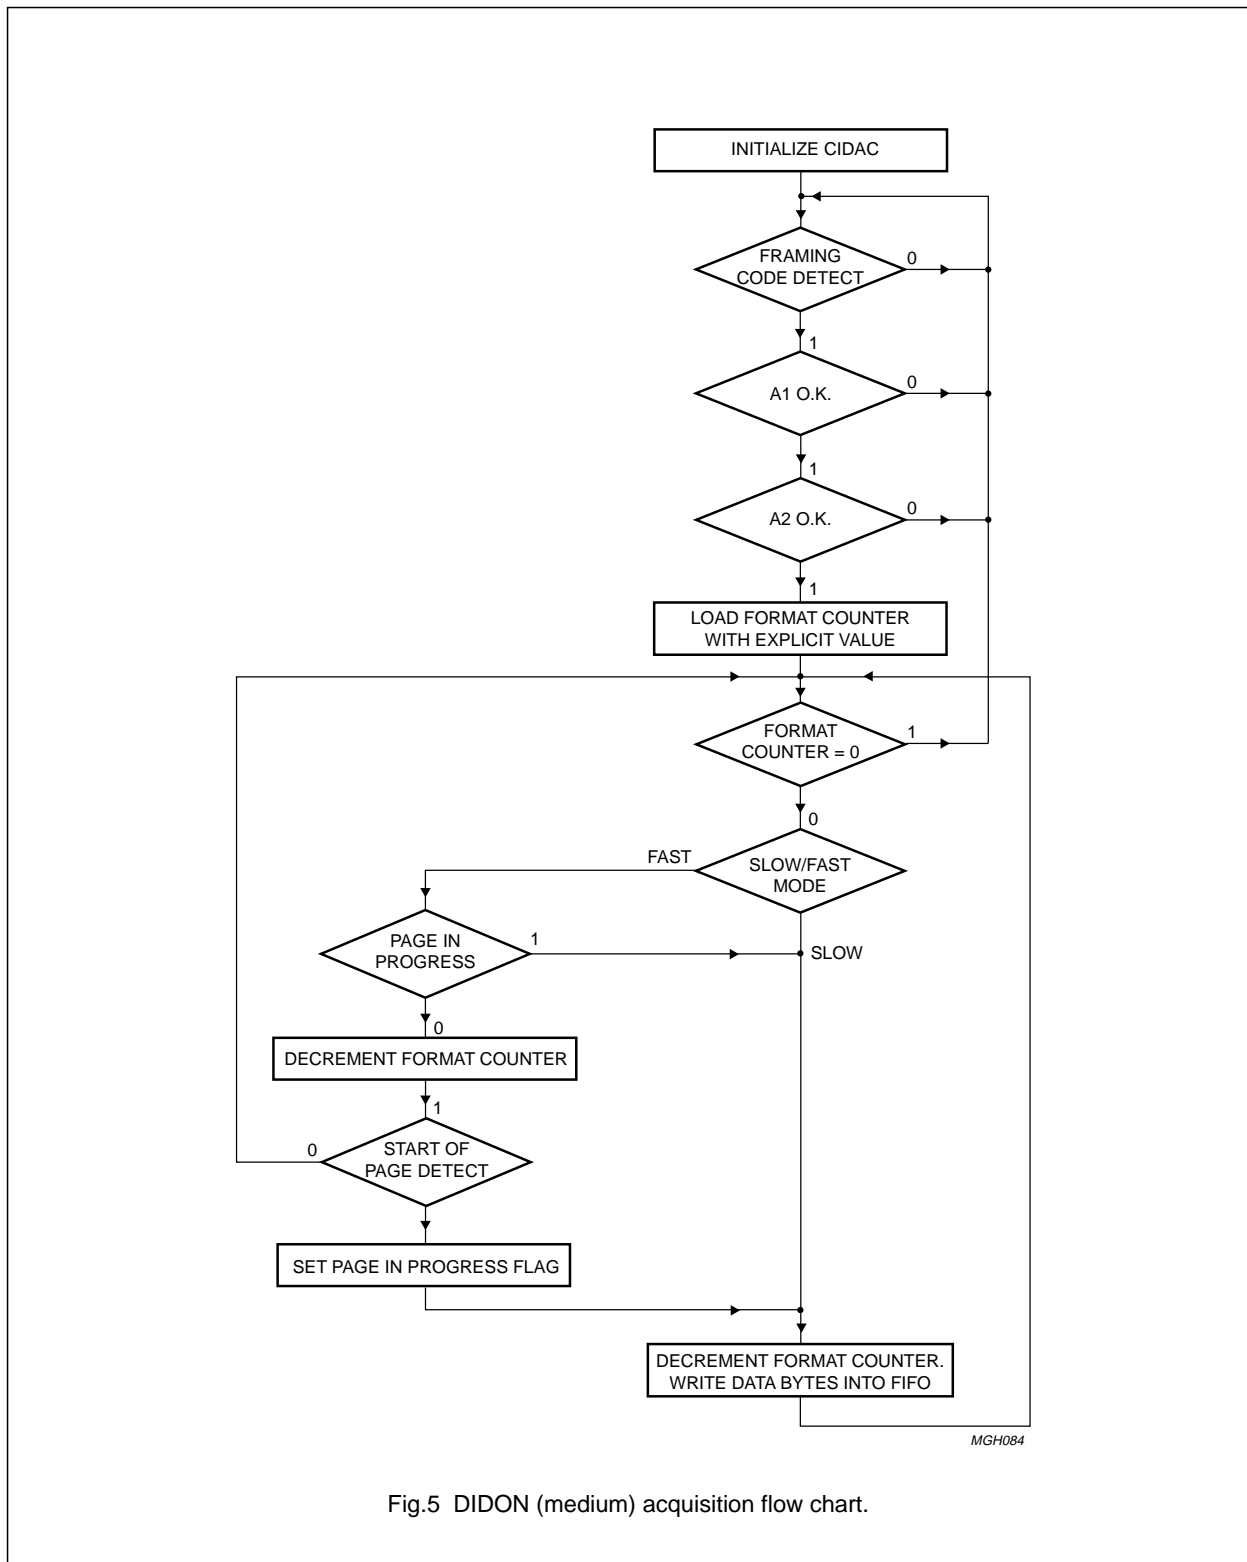 INITIALIZE CIDAC
FRAMING
CODE DETECT
0
1
A1 O.K.
0
1
A2 O.K.
0
1
LOAD FORMAT COUNTER
WITH EXPLICIT VALUE
FORMAT
COUNTER = 0
1
0
SLOW/FAST
MODE
FAST
PAGE IN
PROGRESS
1
SLOW
0
DECREMENT FORMAT COUNTER
1
START OF
PAGE DETECT
0
SET PAGE IN PROGRESS FLAG
DECREMENT FORMAT COUNTER.
WRITE DATA BYTES INTO FIFO
MGH084
Fig.5 DIDON (medium) acquisition flow chart.